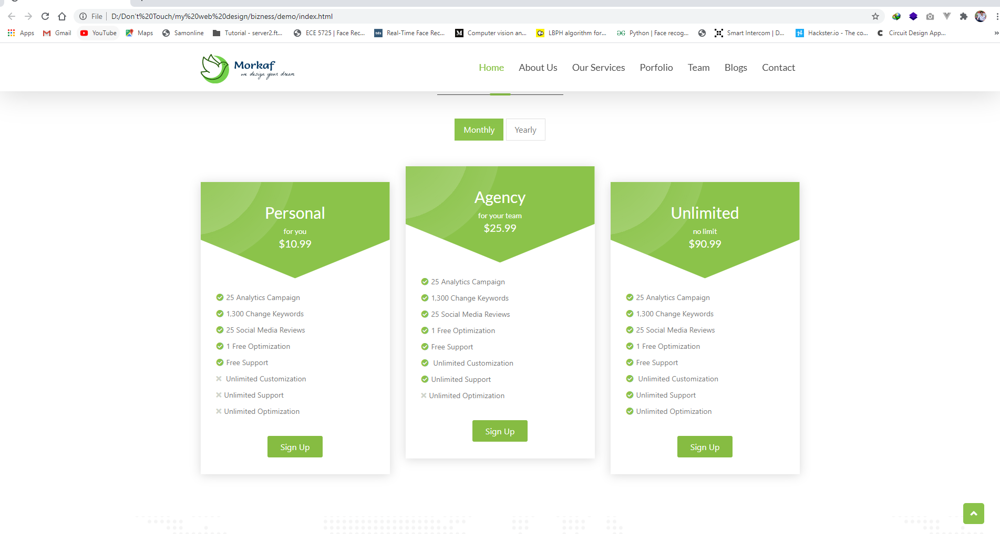 File D:/Don't%20Touch/my%20web%20design/bizness/demo/index.html
Apps Gmail YouTube Maps Samonline Tutorial - server2.ft... ECE 5725 | Face Rec... tds Real-Time Face Rec... M Computer vision an... LBPH algorithm for... Python | Face recog... Smart Intercom | D... Hackster.io - The co... Circuit Design App... »
Morkaf
we design your dream
Home About Us Our Services Porfolio Team Blogs Contact
Monthly Yearly
Personal
for you
$10.99
25 Analytics Campaign
1,300 Change Keywords
25 Social Media Reviews
1 Free Optimization
Free Support
Unlimited Customization
Unlimited Support
Unlimited Optimization
Sign Up
Agency
for your team
$25.99
25 Analytics Campaign
1,300 Change Keywords
25 Social Media Reviews
1 Free Optimization
Free Support
Unlimited Customization
Unlimited Support
Unlimited Optimization
Sign Up
Unlimited
no limit
$90.99
25 Analytics Campaign
1,300 Change Keywords
25 Social Media Reviews
1 Free Optimization
Free Support
Unlimited Customization
Unlimited Support
Unlimited Optimization
Sign Up